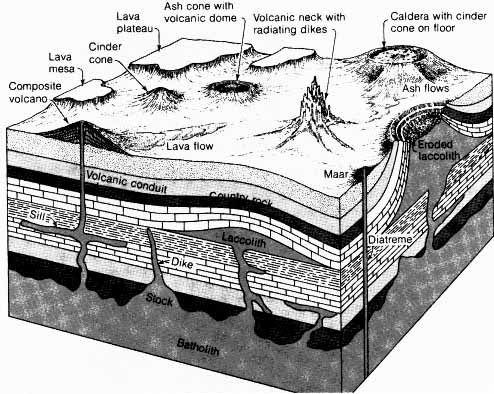 Lava
plateau
Ash cone with
volcanic dome
Volcanic neck with
radiating dikes
Caldera with cinder
cone on floor
Cinder
cone
Lava
mesa
Composite
volcano
Ash flows
Lava flow
Eroded
laccolith
Maar
Volcanic conduit
Country rock
Sills
Laccolith
Diatreme
Dike
Stock
Batholith